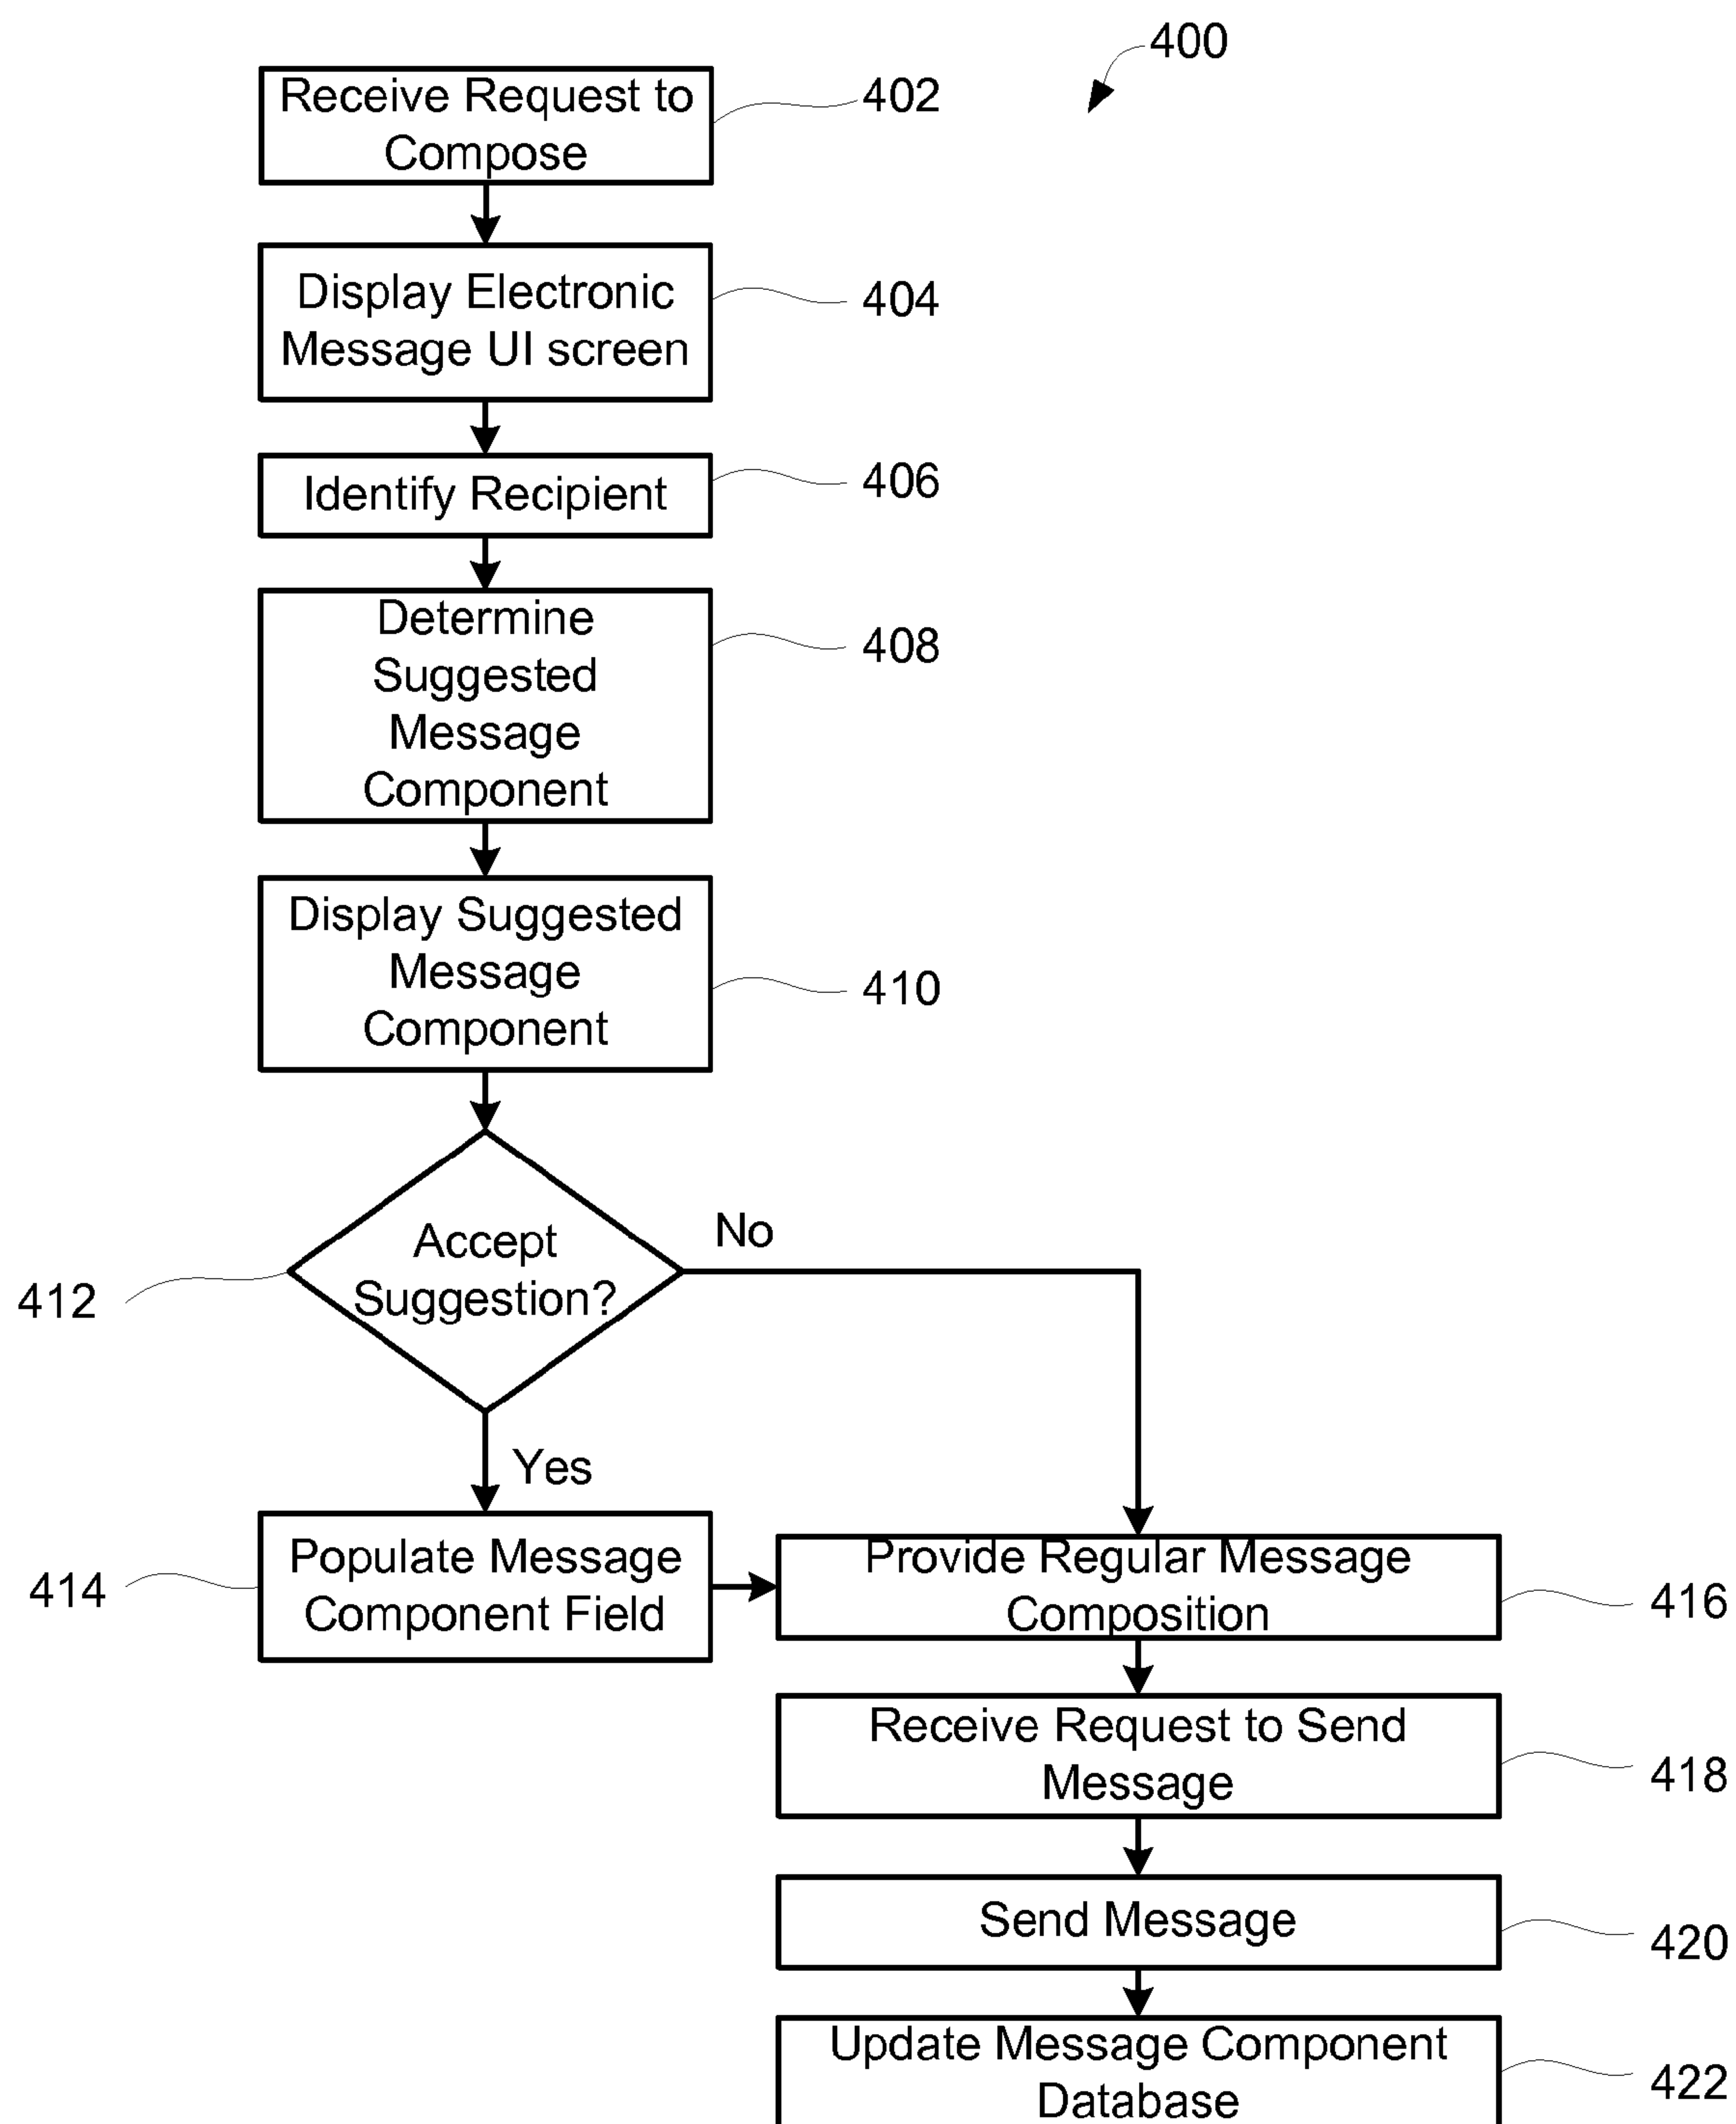 400
Receive Request to
Compose
402
Display Electronic
Message UI screen
404
Identify Recipient
406
Determine
Suggested
Message
Component
408
Display Suggested
Message
Component
410
Accept
Suggestion?
412
No
Yes
Populate Message
Component Field
414
Provide Regular Message
Composition
416
Receive Request to Send
Message
418
Send Message
420
Update Message Component
Database
422